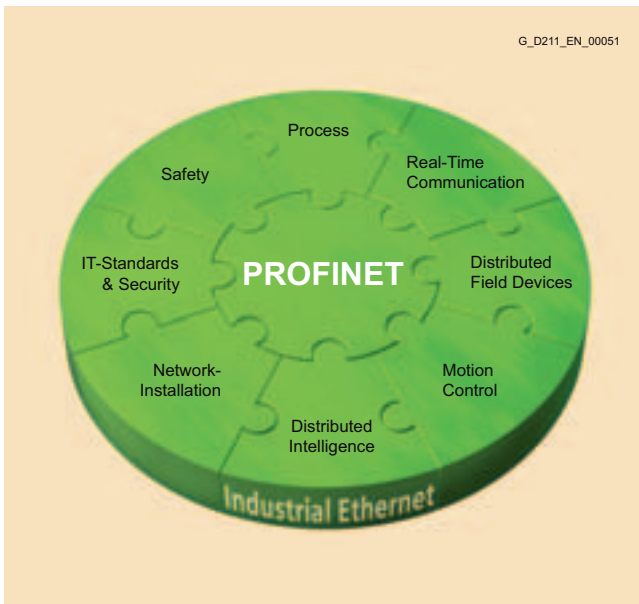 G_D211_EN_00051
Process
Real-Time
Communication
Safety
IT-Standards
& Security
PROFINET
Distributed
Field Devices
Network-
Installation
Motion
Control
Distributed
Intelligence
Industrial Ethernet